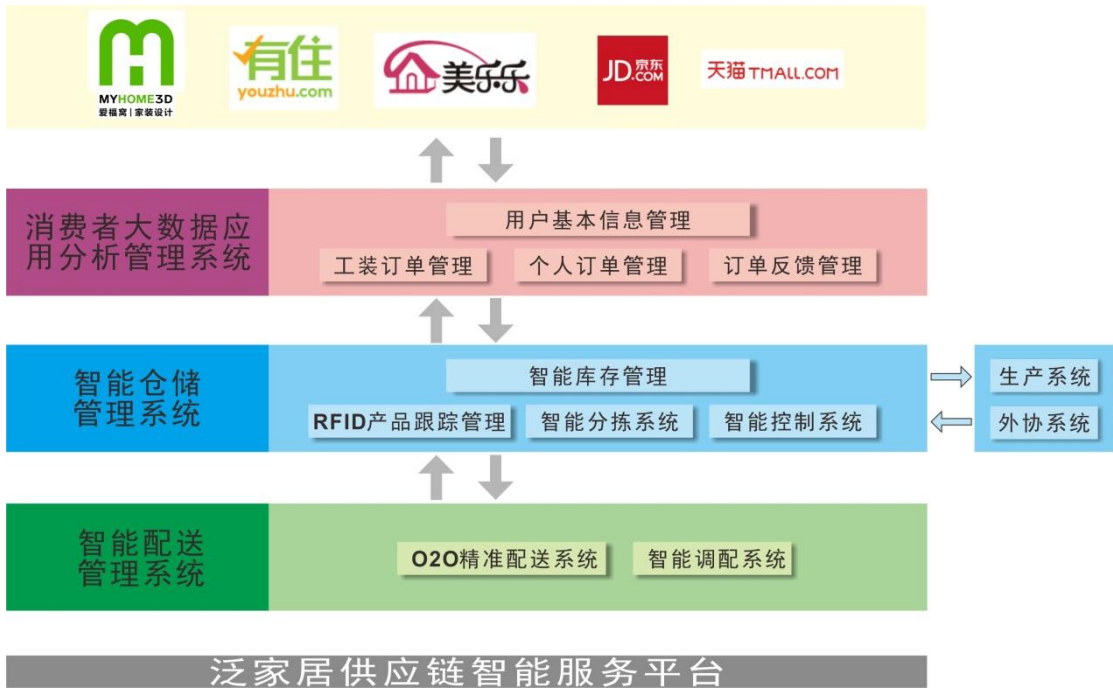 MYHOME3D
爱福窝|家装设计
有住
youzhu.com
美乐乐
JD.京东
COM
天猫TMALL.COM
消费者大数据应
用分析管理系统
用户基本信息管理
工装订单管理
个人订单管理
订单反馈管理
智能仓储
管理系统
智能库存管理
RFID产品跟踪管理
智能分拣系统
智能控制系统
生产系统
外协系统
智能配送
管理系统
O2O精准配送系统
智能调配系统
泛家居供应链智能服务平台